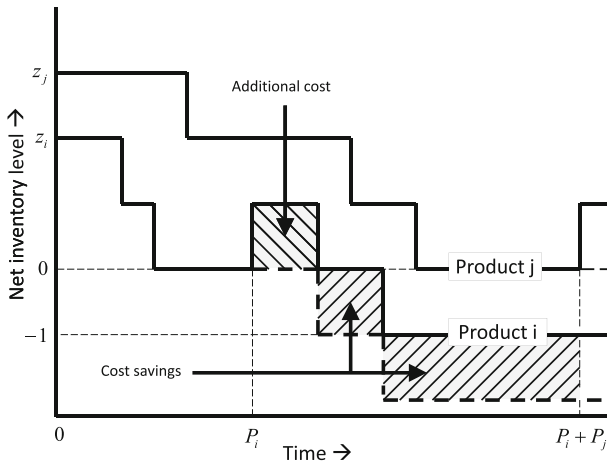 z_j
Additional cost
z_i
Net inventory level →
0
Product j
−1
Product i
Cost savings
0
P_i
P_i + P_j
Time →